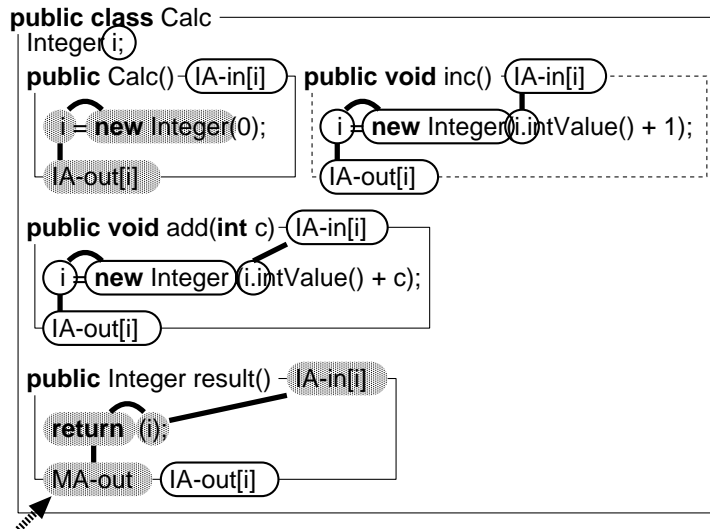 public class Calc
Integer i;
public Calc() IA-in[i] public void inc() IA-in[i]
i = new Integer(0); i = new Integer(i.intValue() + 1);
IA-out[i] IA-out[i]
public void add(int c) IA-in[i]
i = new Integer (i.intValue() + c);
IA-out[i]
public Integer result() IA-in[i]
return (i);
MA-out IA-out[i]